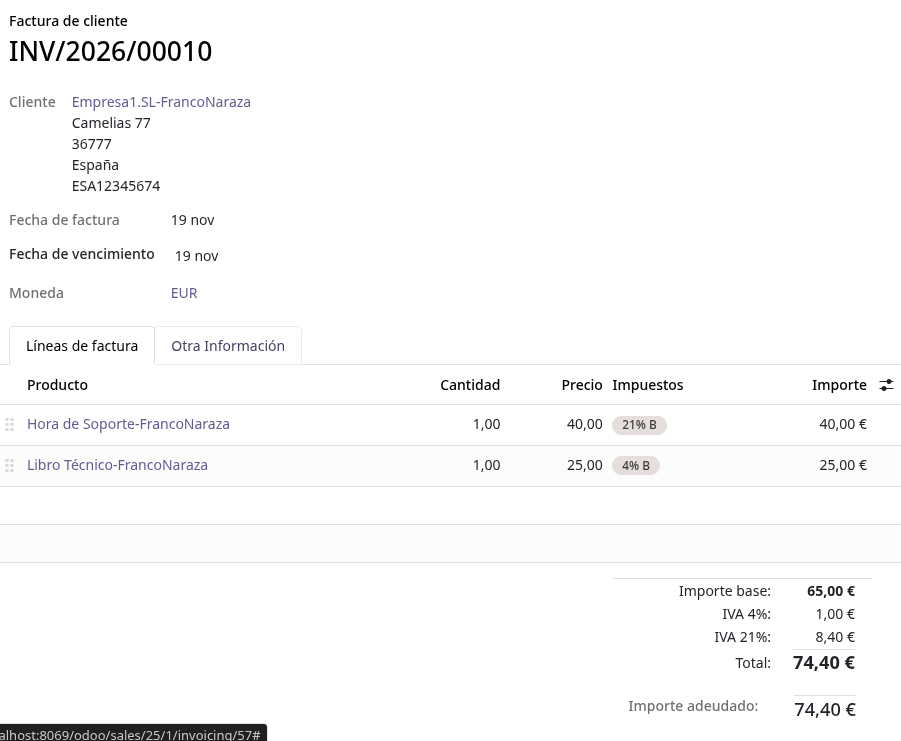 Factura de cliente
INV/2026/00010
Cliente Empresa1.SL-FrancoNaraza
Camelias 77
36777
España
ESA12345674
Fecha de factura 19 nov
Fecha de vencimiento 19 nov
Moneda EUR
Líneas de factura Otra Información
Producto Cantidad Precio Impuestos Importe
Hora de Soporte-FrancoNaraza 1,00 40,00 21% B 40,00 €
Libro Técnico-FrancoNaraza 1,00 25,00 4% B 25,00 €
Importe base: 65,00 €
IVA 4%: 1,00 €
IVA 21%: 8,40 €
Total: 74,40 €
Importe adeudado: 74,40 €
alhost:8069/odoo/sales/25/1/invoicing/57#